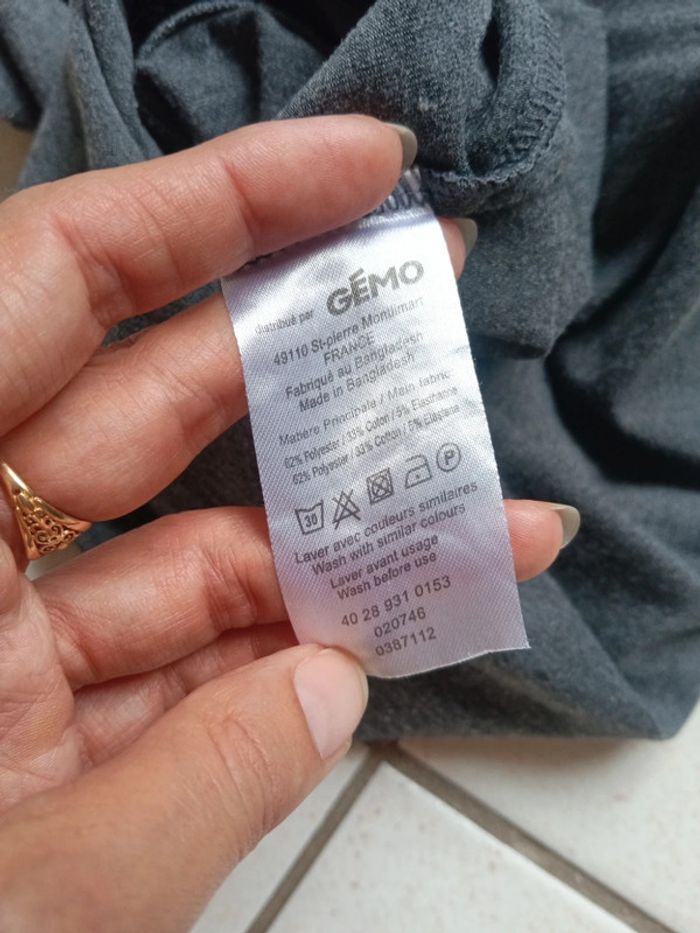 distribué par GÉMO
49110 St-pierre Montlimart
FRANCE
Fabriqué au Bangladesh
Made in Bangladesh
Matière Principale / Main fabric
62% Polyester / 33% Coton / 5% Elasthanne
62% Polyester / 33% Cotton / 5% Elastane
30 P
Laver avec couleurs similaires
Wash with similar colours
Laver avant usage
Wash before use
40 28 931 0153
020746
0387112